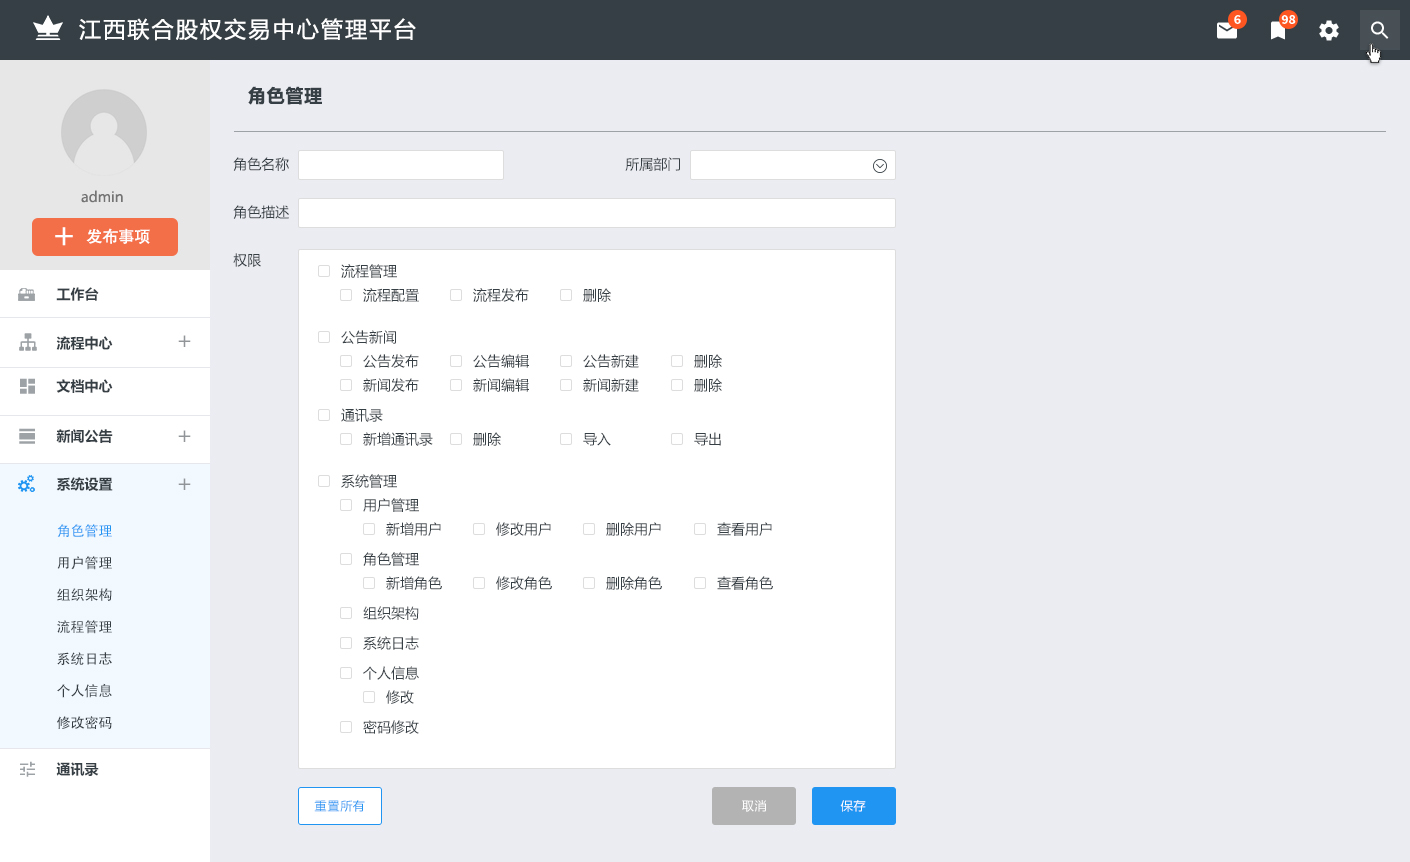 江西联合股权交易中心管理平台
6
98
admin
发布事项
工作台
流程中心
文档中心
新闻公告
系统设置
角色管理
用户管理
组织架构
流程管理
系统日志
个人信息
修改密码
通讯录
角色管理
角色名称
所属部门
角色描述
权限
流程管理
流程配置 流程发布 删除
公告新闻
公告发布 公告编辑 公告新建 删除
新闻发布 新闻编辑 新闻新建 删除
通讯录
新增通讯录 删除 导入 导出
系统管理
用户管理
新增用户 修改用户 删除用户 查看用户
角色管理
新增角色 修改角色 删除角色 查看角色
组织架构
系统日志
个人信息
修改
密码修改
重置所有 取消 保存